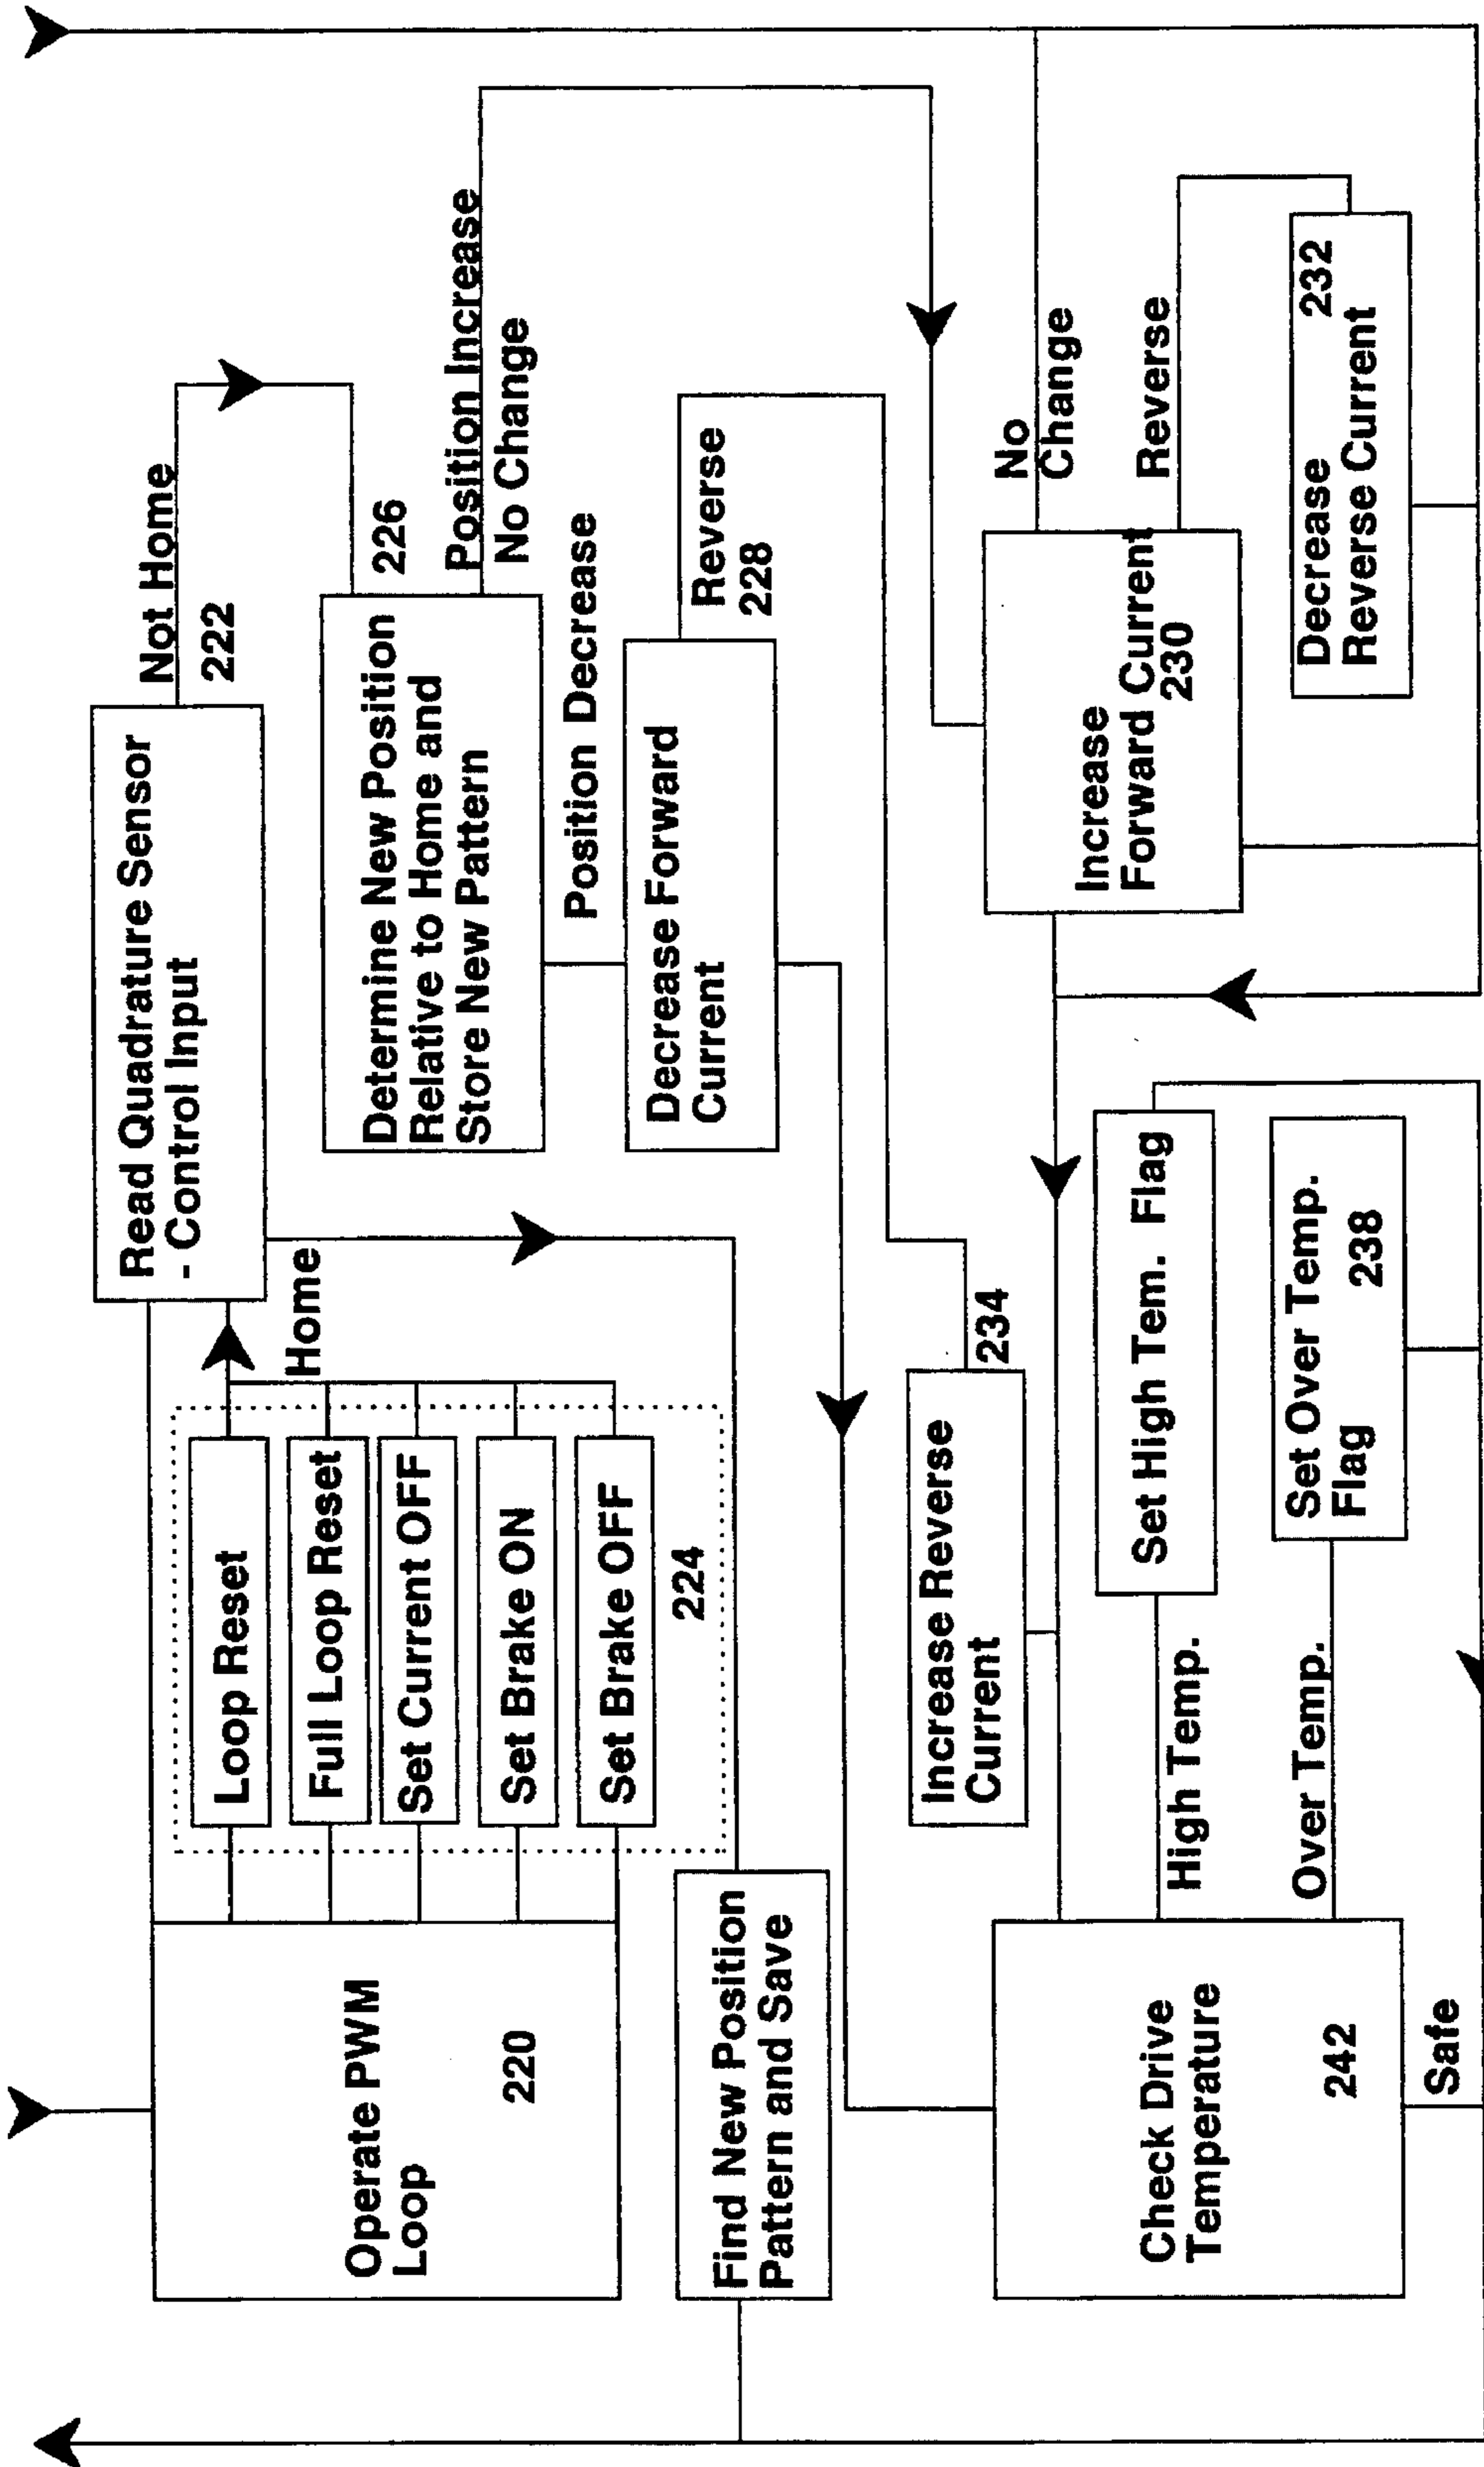 Operate PWM
Loop
220
Loop Reset
Full Loop Reset
Set Current OFF
Set Brake ON
Set Brake OFF
224
Home
Read Quadrature Sensor
- Control Input
Not Home
222
Find New Position
Pattern and Save
Determine New Position
Relative to Home and
Store New Pattern
226
Position Increase
No Change
Position Decrease
Decrease Forward
Current
Reverse
228
Increase Reverse
Current
234
Increase
Forward Current
230
No
Change
Reverse
Decrease
232
Reverse Current
Check Drive
Temperature
242
Safe
High Temp.
Set High Tem. Flag
Over Temp.
Set Over Temp.
Flag
238